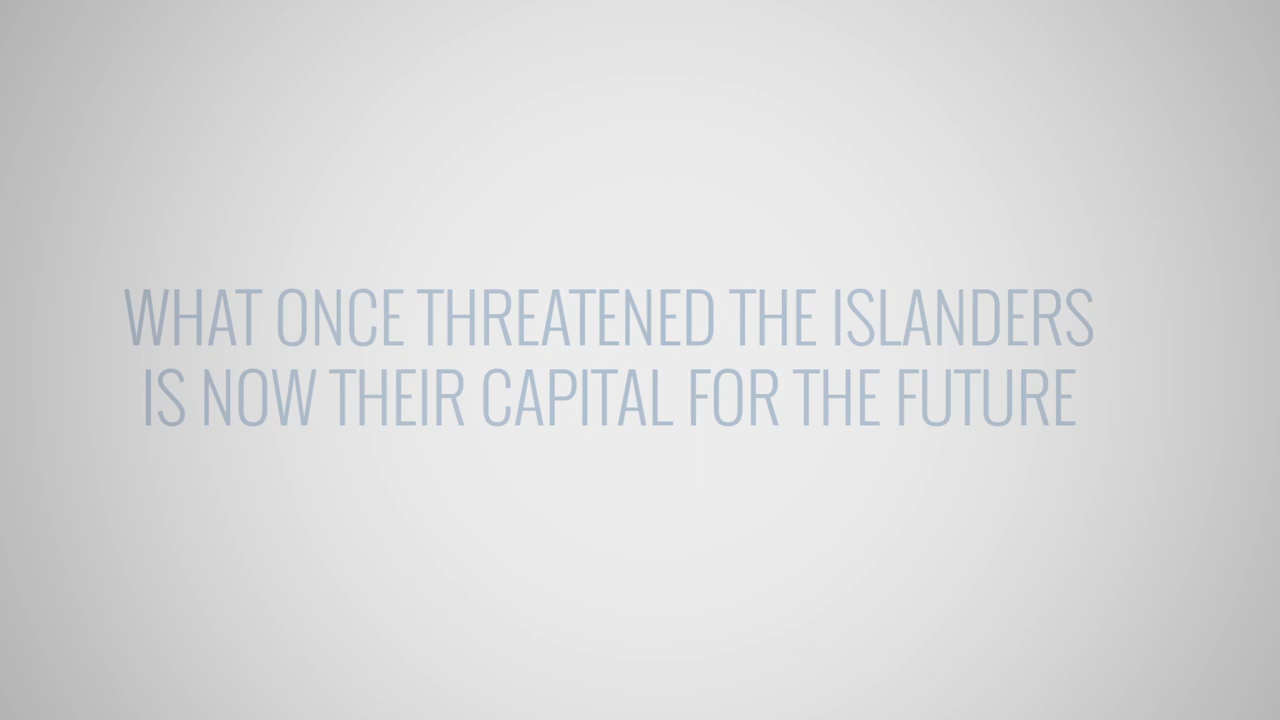 WHAT ONCE THREATENED THE ISLANDERS
IS NOW THEIR CAPITAL FOR THE FUTURE